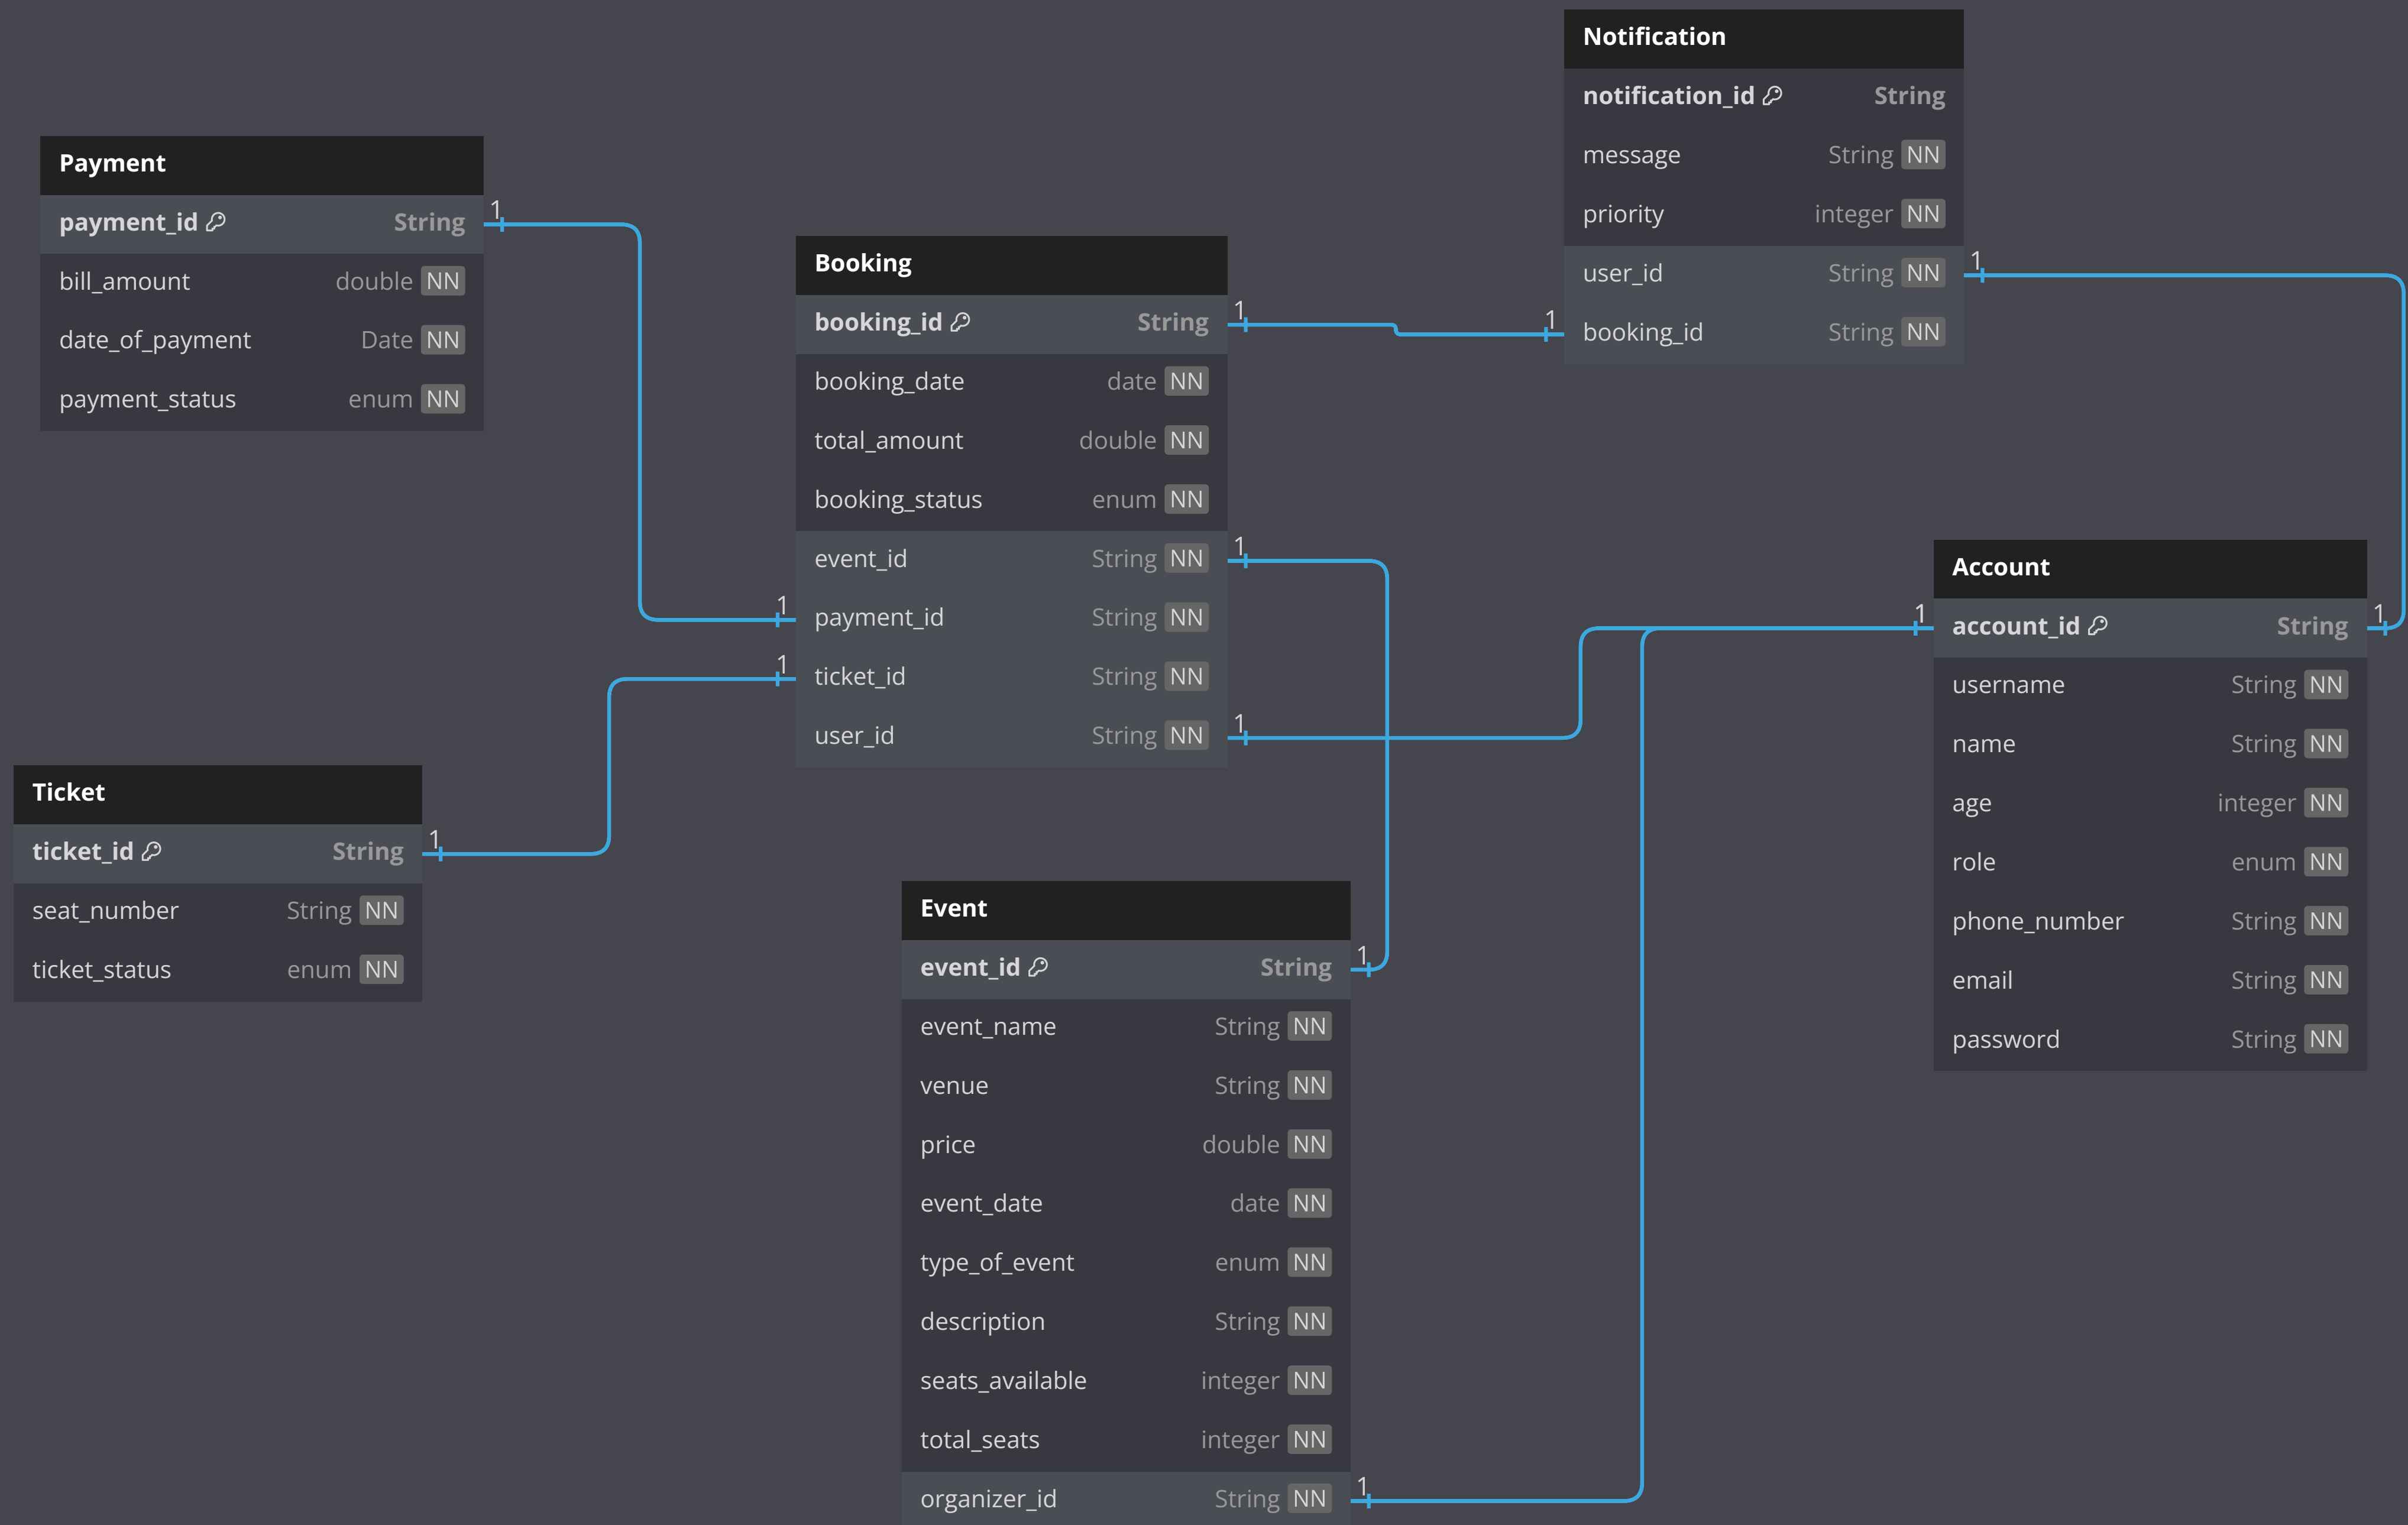 Payment
payment_id String
bill_amount double NN
date_of_payment Date NN
payment_status enum NN
1
Booking
booking_id String
booking_date date NN
total_amount double NN
booking_status enum NN
event_id String NN
payment_id String NN
ticket_id String NN
user_id String NN
1
1
1
1
1
Notification
notification_id String
message String NN
priority integer NN
user_id String NN
booking_id String NN
1
1
Account
account_id String
username String NN
name String NN
age integer NN
role enum NN
phone_number String NN
email String NN
password String NN
1
1
Ticket
ticket_id String
seat_number String NN
ticket_status enum NN
1
Event
event_id String
event_name String NN
venue String NN
price double NN
event_date date NN
type_of_event enum NN
description String NN
seats_available integer NN
total_seats integer NN
organizer_id String NN
1
1